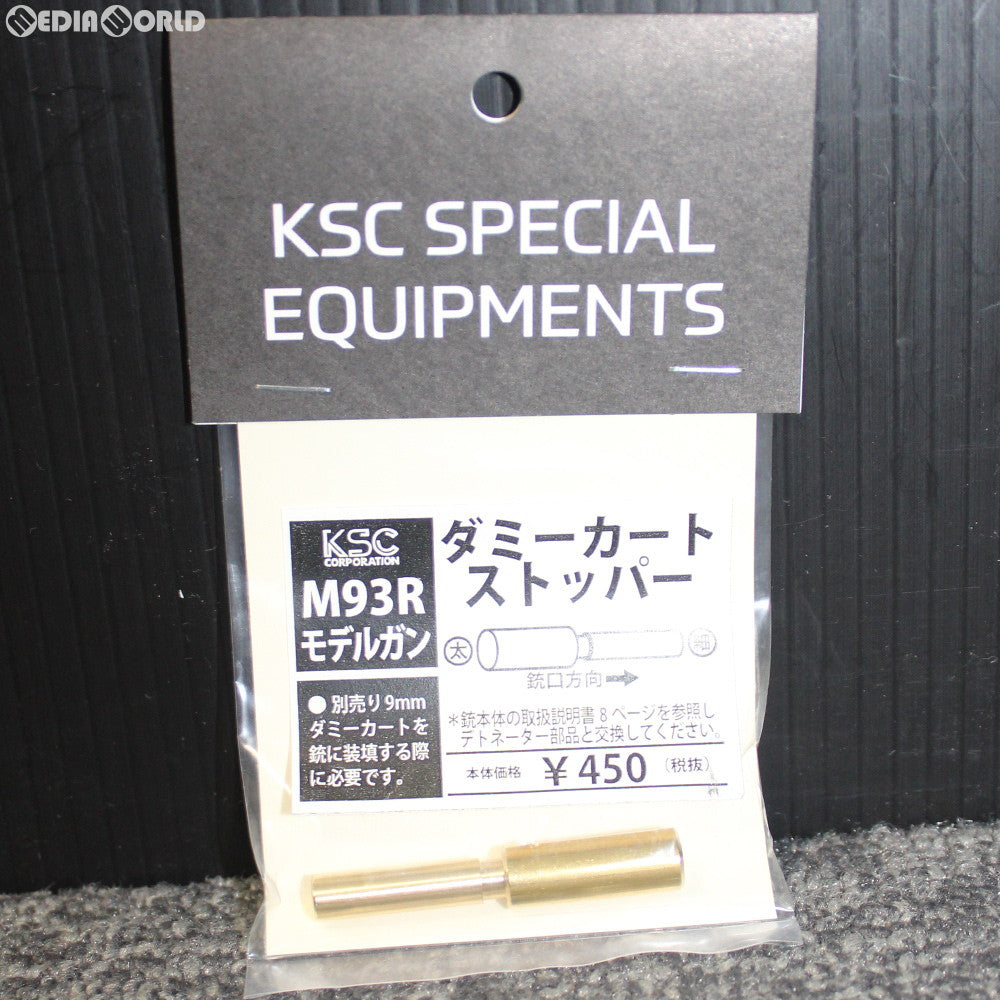 MEDIAWORLD
KSC SPECIAL
EQUIPMENTS
KSC
CORPORATION
M93R
モデルガン
● 別売り9mm
ダミーカートを
銃に装填する際
に必要です。
ダミーカート
ストッパー
太
細
銃口方向→
*銃本体の取扱説明書8ページを参照し
デトネーター部品と交換してください。
本体価格 ￥450 (税抜)